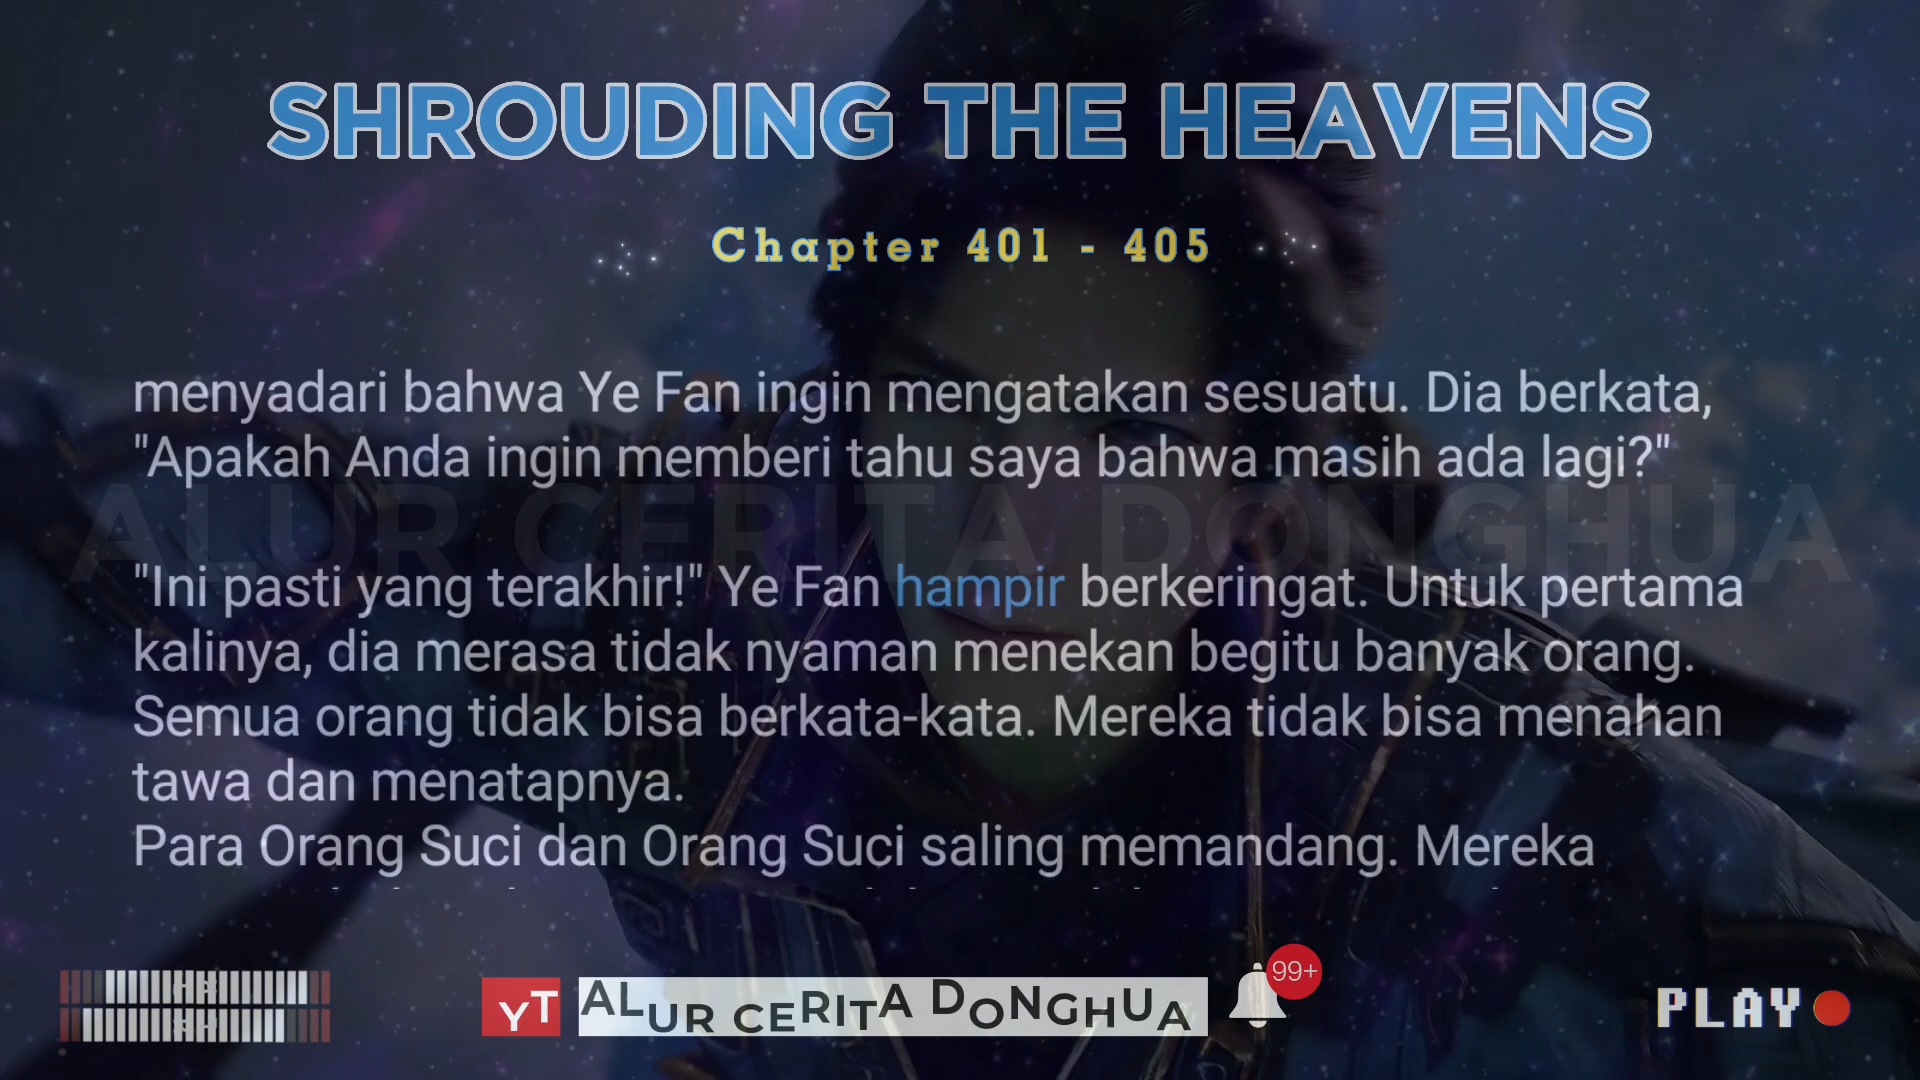 SHROUDING THE HEAVENS
Chapter 401 - 405
menyadari bahwa Ye Fan ingin mengatakan sesuatu. Dia berkata,
"Apakah Anda ingin memberi tahu saya bahwa masih ada lagi?"
ALUR CERITA DONGHUA
"Ini pasti yang terakhir!" Ye Fan hampir berkeringat. Untuk pertama
kalinya, dia merasa tidak nyaman menekan begitu banyak orang.
Semua orang tidak bisa berkata-kata. Mereka tidak bisa menahan
tawa dan menatapnya.
Para Orang Suci dan Orang Suci saling memandang. Mereka
YT ALUR CERITA DONGHUA 99+
PLAY